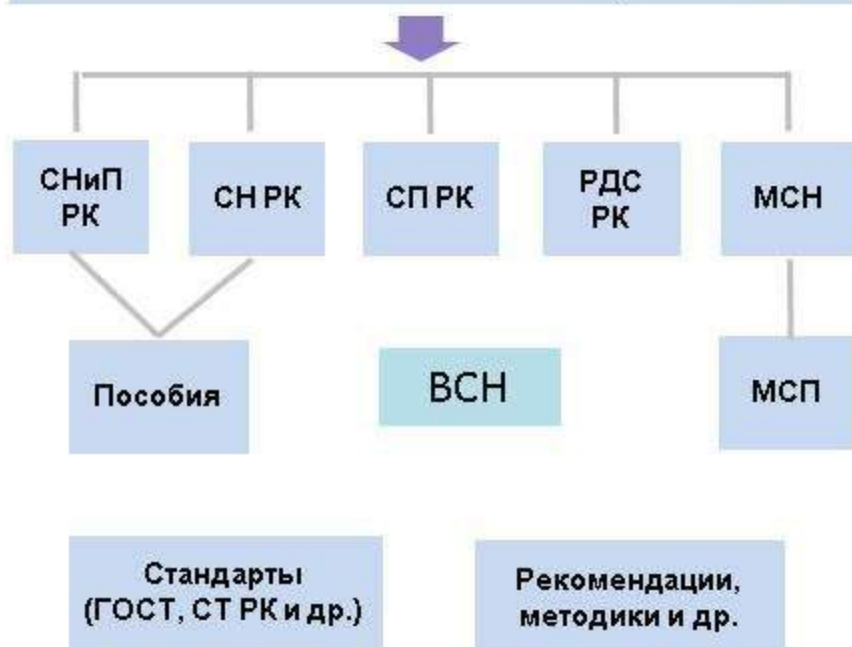 СНиП
РК
СН РК
СП РК
РДС
РК
МСН
Пособия
ВСН
МСП
Стандарты
(ГОСТ, СТ РК и др.)
Рекомендации,
методики и др.